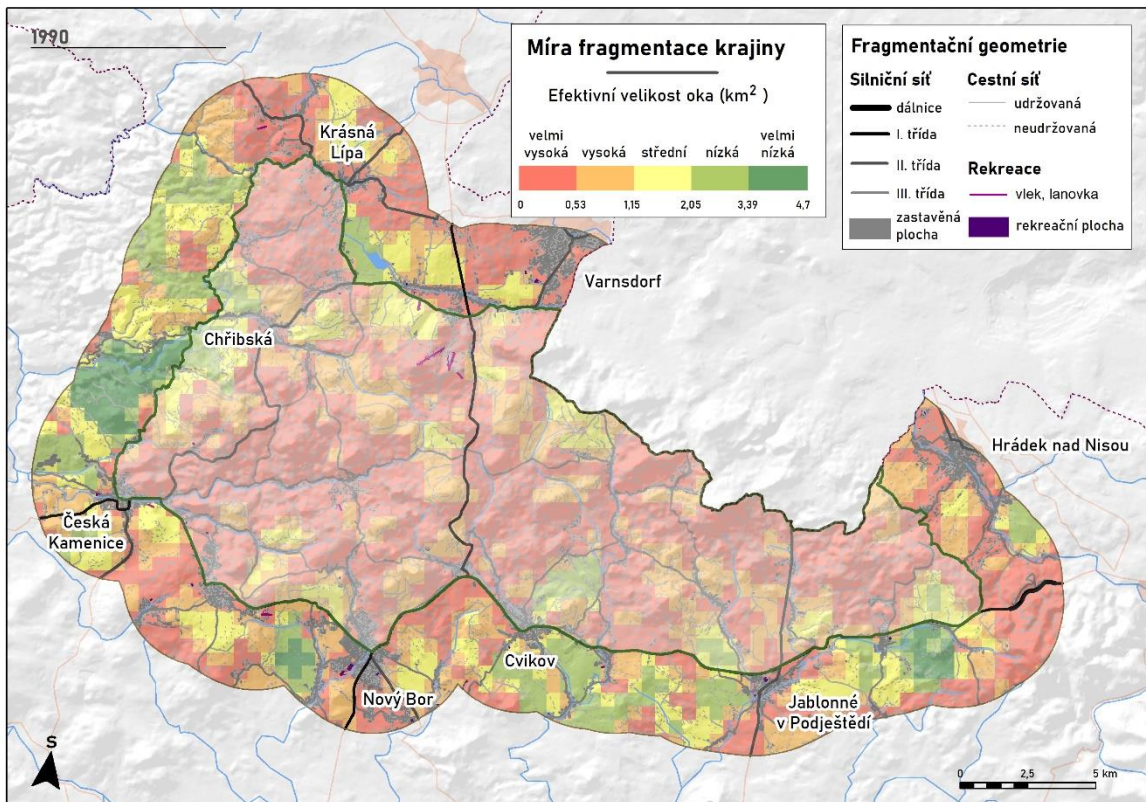 1990
Míra fragmentace krajiny
Efektivní velikost oka (km²)
velmi vysoká
vysoká
střední
nízká
velmi nízká
0 0,53 1,15 2,05 3,39 4,7
Fragmentační geometrie
Silniční síť
dálnice
I. třída
II. třída
III. třída
zastavěná
plocha
Cestní síť
udržovaná
neudržovaná
Rekreace
vlek, lanovka
rekreační plocha
Krásná
Lípa
Varnsdorf
Chřibská
Hrádek nad Nisou
Česká
Kamenice
Cvikov
Nový Bor
Jablonné
v Podještědí
S
0 2,5 5 km